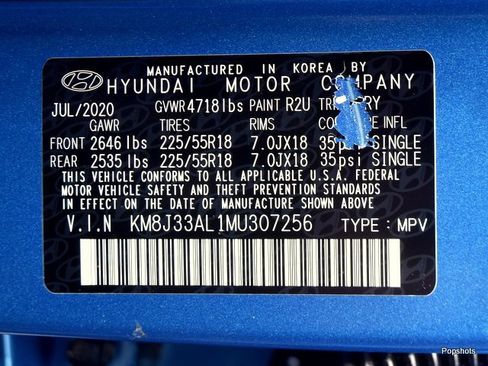 MANUFACTURED IN KOREA BY
HYUNDAI MOTOR COMPANY
JUL/2020 GVWR 4718 lbs PAINT R2U
GAWR TIRES RIMS INFL
FRONT 2646 lbs 225/55R18 7.0JX18 35psi SINGLE
REAR 2535 lbs 225/55R18 7.0JX18 35psi SINGLE
THIS VEHICLE CONFORMS TO ALL APPLICABLE U.S.A. FEDERAL
MOTOR VEHICLE SAFETY AND THEFT PREVENTION STANDARDS
IN EFFECT ON THE DATE OF MANUFACTURE SHOWN ABOVE
V.I.N KM8J33AL1MU307256 TYPE : MPV
Popshots